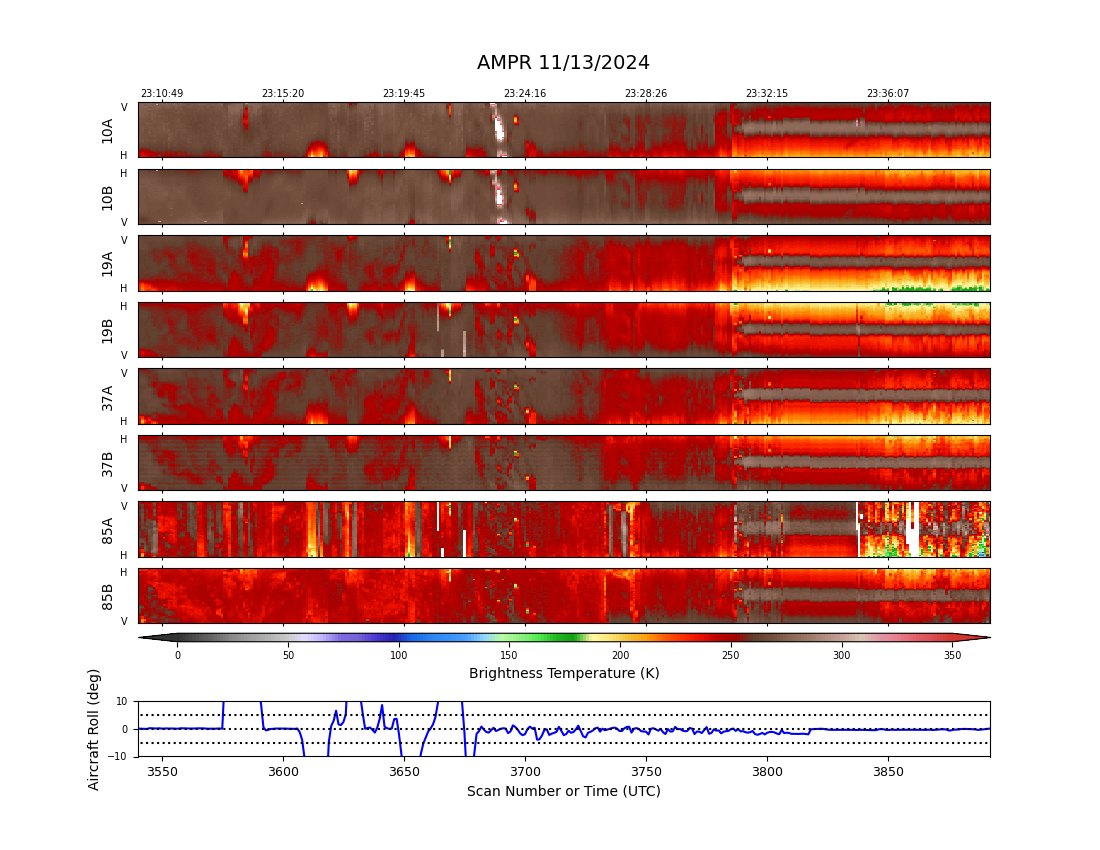 AMPR 11/13/2024
23:10:49 23:15:20 23:19:45 23:24:16 23:28:26 23:32:15 23:36:07
V
10A
H
H
10B
V
V
19A
H
H
19B
V
V
37A
H
H
37B
V
V
85A
H
H
85B
V
0 50 100 150 200 250 300 350
Brightness Temperature (K)
Aircraft Roll (deg)
10
0
−10
3550 3600 3650 3700 3750 3800 3850
Scan Number or Time (UTC)